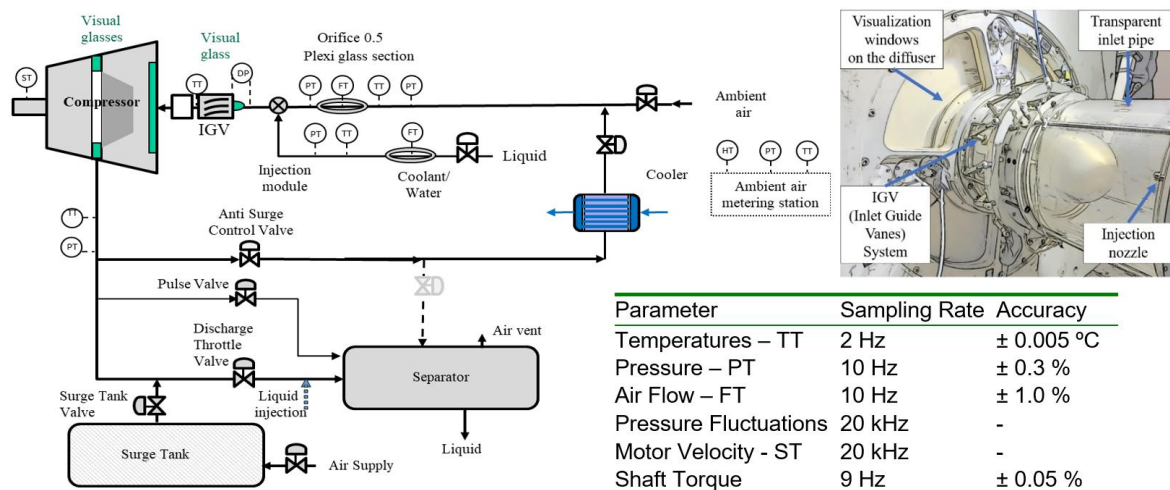 Visual
glasses
Visual
glass
Orifice 0.5
Plexi glass section
ST
Compressor
TT
DP
IGV
PT
FT
TT
PT
Ambient
air
PT
TT
FT
Liquid
Injection
module
Coolant/
Water
Cooler
HT
PT
TT
Ambient air
metering station
TT
PT
Anti Surge
Control Valve
Pulse Valve
Air vent
Discharge
Throttle
Valve
Separator
Surge Tank
Valve
Liquid
injection
Liquid
Surge Tank
Air Supply
Visualization
windows
on the diffuser
Transparent
inlet pipe
IGV
(Inlet Guide
Vanes)
System
Injection
nozzle
Parameter Sampling Rate Accuracy
Temperatures – TT 2 Hz ± 0.005 ºC
Pressure – PT 10 Hz ± 0.3 %
Air Flow – FT 10 Hz ± 1.0 %
Pressure Fluctuations 20 kHz -
Motor Velocity - ST 20 kHz -
Shaft Torque 9 Hz ± 0.05 %